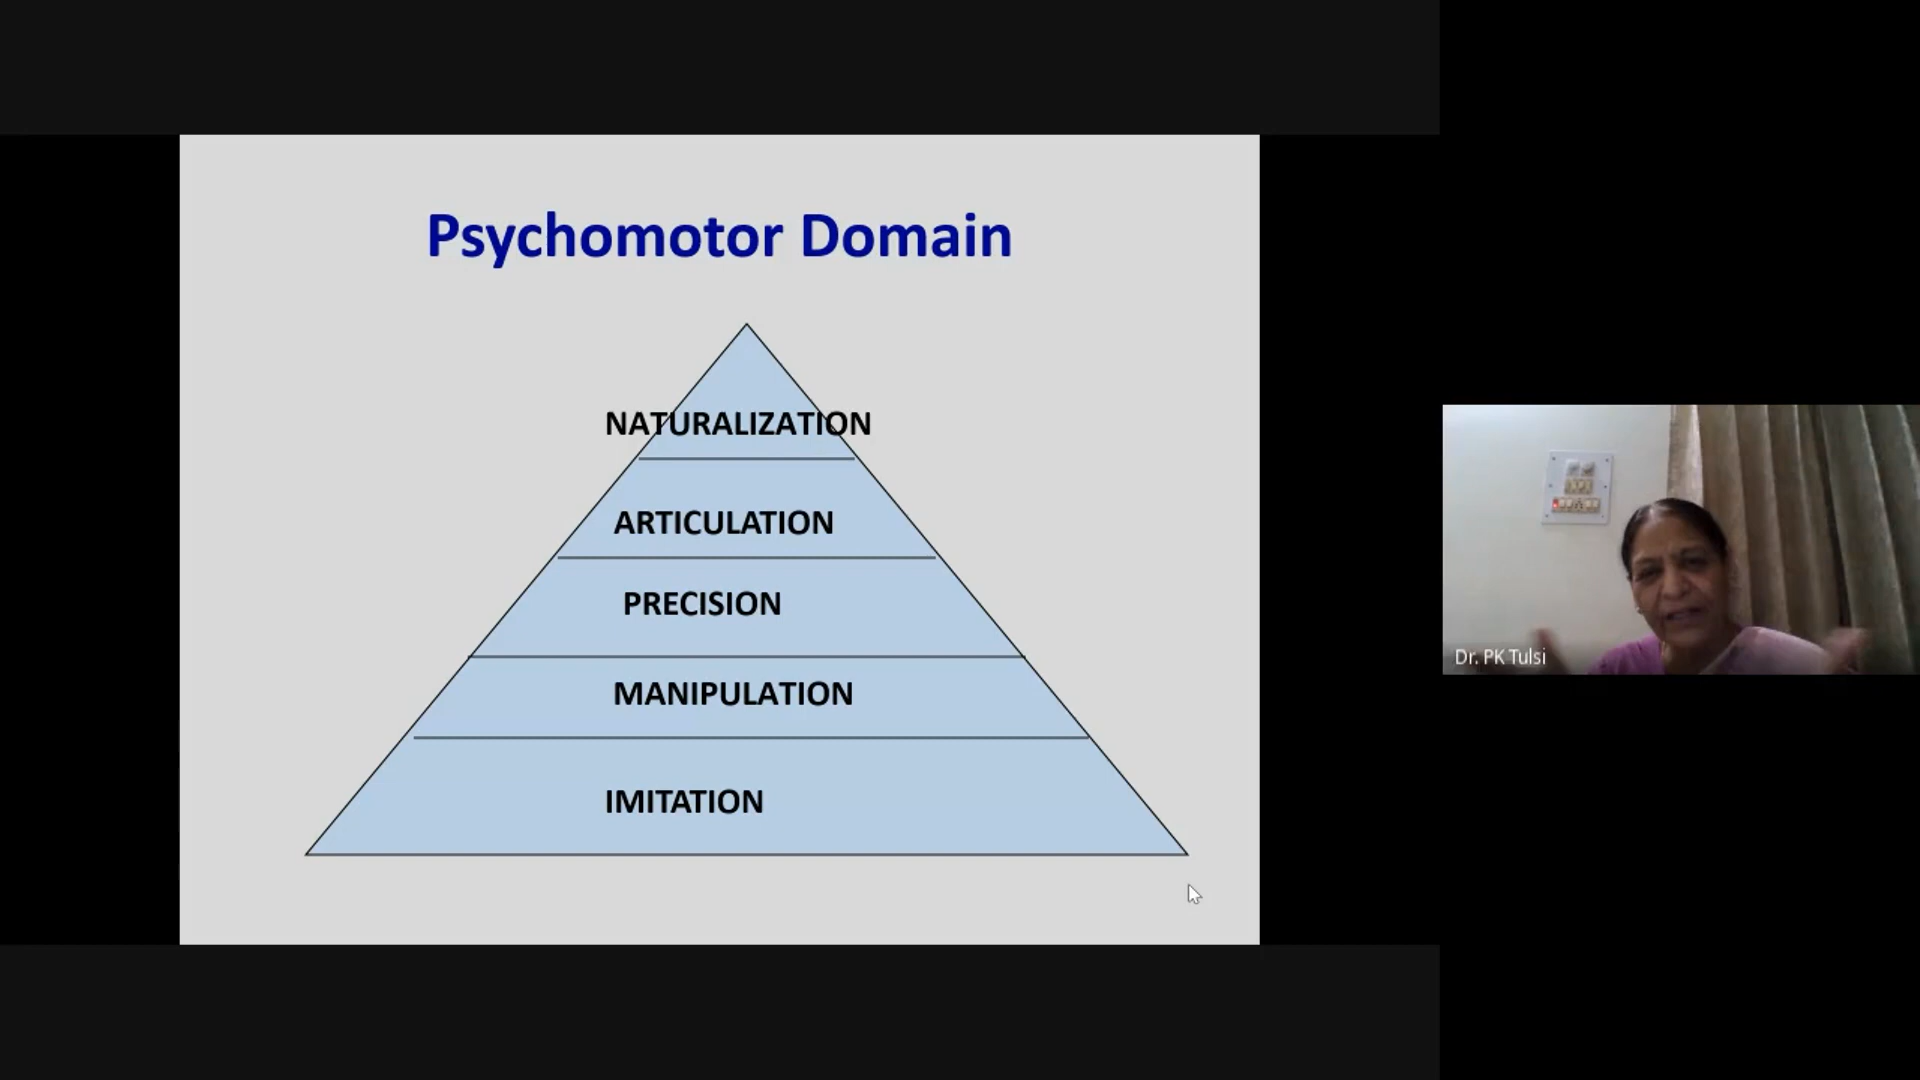 Psychomotor Domain
NATURALIZATION
ARTICULATION
PRECISION
MANIPULATION
IMITATION
Dr. PK Tulsi